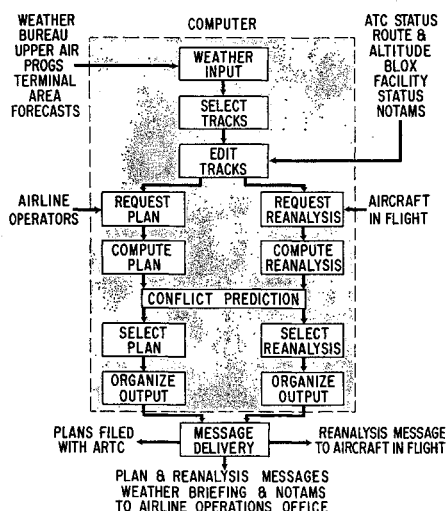 COMPUTER
WEATHER
BUREAU
UPPER AIR
PROGS
TERMINAL
AREA
FORECASTS
ATC STATUS
ROUTE &
ALTITUDE
BLOX
FACILITY
STATUS
NOTAMS
WEATHER
INPUT
SELECT
TRACKS
EDIT
TRACKS
AIRLINE
OPERATORS
REQUEST
PLAN
REQUEST
REANALYSIS
AIRCRAFT
IN FLIGHT
COMPUTE
PLAN
COMPUTE
REANALYSIS
CONFLICT PREDICTION
SELECT
PLAN
SELECT
REANALYSIS
ORGANIZE
OUTPUT
ORGANIZE
OUTPUT
PLANS FILED
WITH ARTC
MESSAGE
DELIVERY
REANALYSIS MESSAGE
TO AIRCRAFT IN FLIGHT
PLAN & REANALYSIS MESSAGES
WEATHER BRIEFING & NOTAMS
TO AIRLINE OPERATIONS OFFICE